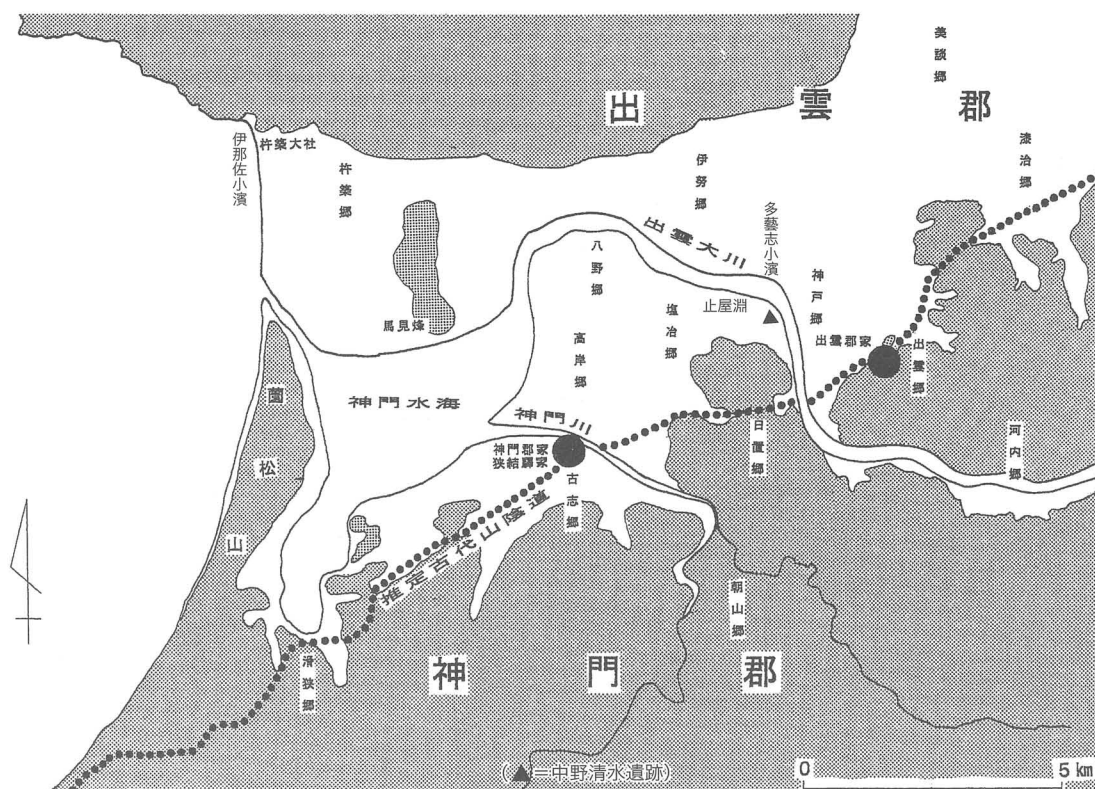 美談郷
出雲郡
漆治郷
杵築大社
伊那佐小濱
杵築郷
伊努郷
多藝志小濱
出雲大川
八野郷
神戸郷
止屋淵
塩冶郷
馬見烽
高岸郷
出雲郡家
出雲郷
薗松山
神門水海
神門川
神門郡家
狭結驛家
日置郷
河内郷
古志郷
推定古代山陰道
朝山郷
滑狭郷
神門郡
(▲=中野清水遺跡)
0 5km